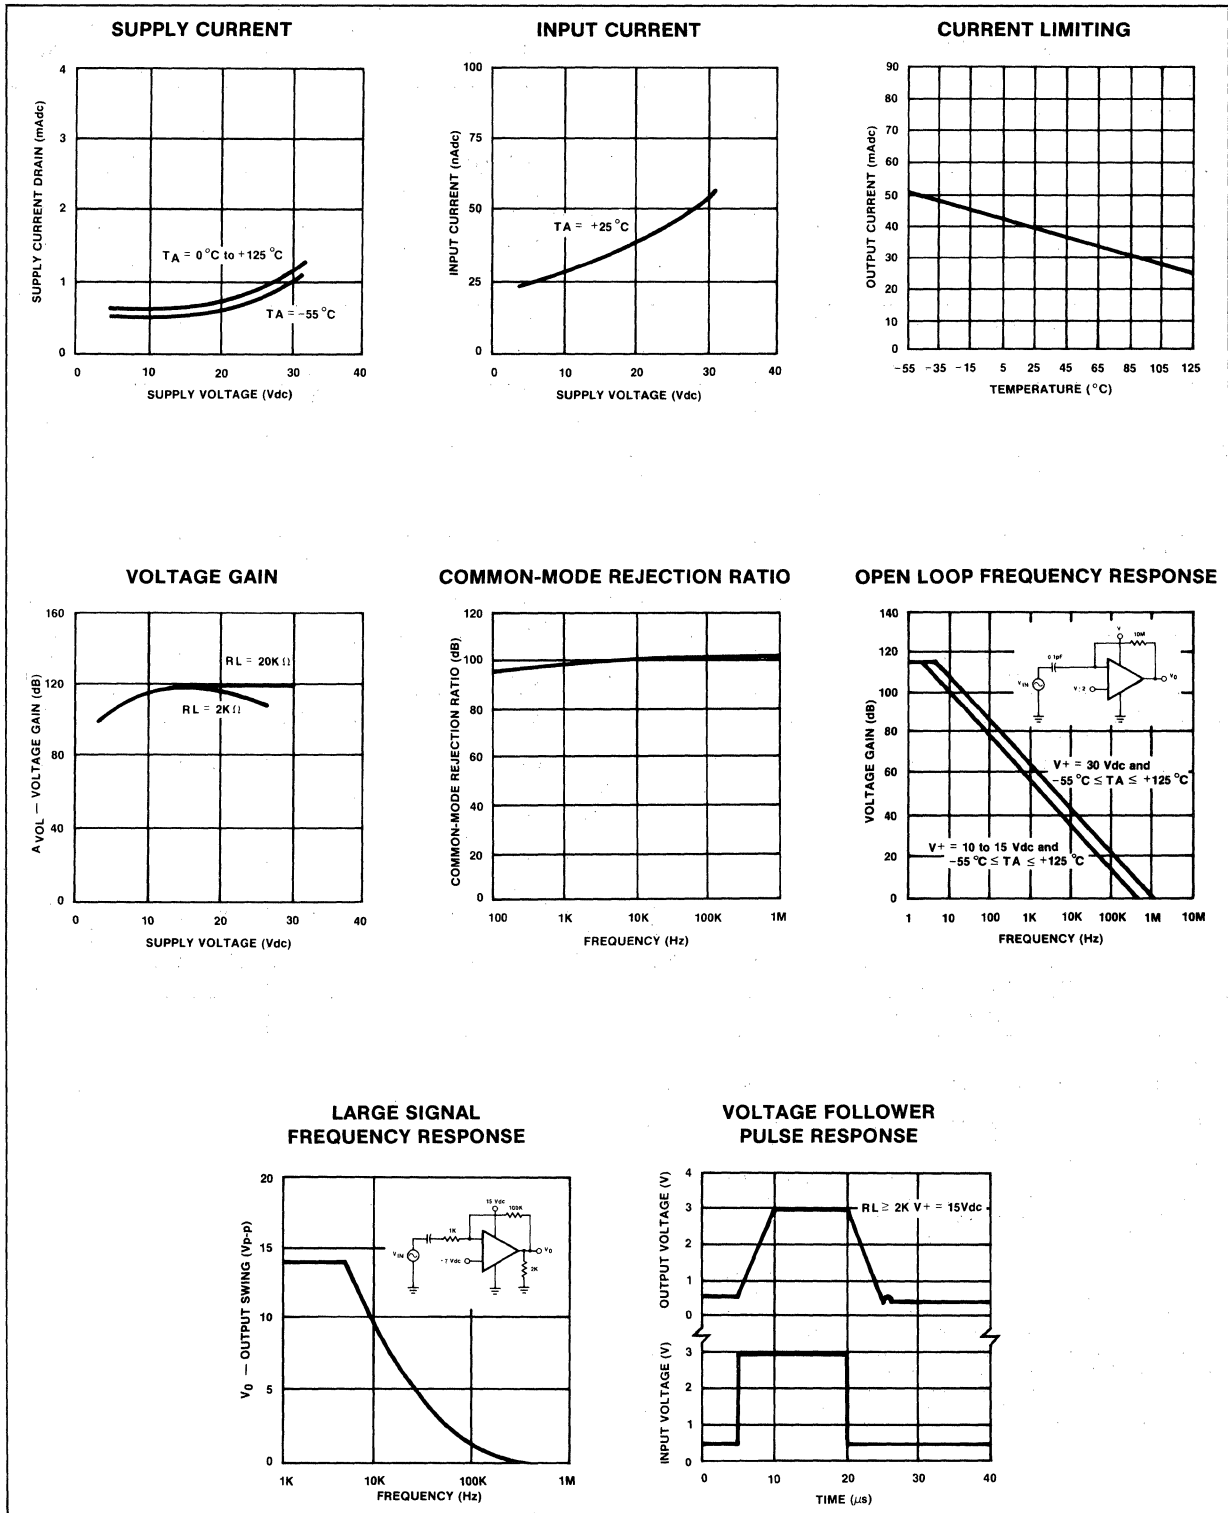 SUPPLY CURRENT
SUPPLY CURRENT DRAIN (mAdc)
4
3
2
1
0
TA = 0°C to +125°C
TA = -55°C
0 10 20 30 40
SUPPLY VOLTAGE (Vdc)
INPUT CURRENT
INPUT CURRENT (nAdc)
100
75
50
25
0
TA = +25°C
0 10 20 30 40
SUPPLY VOLTAGE (Vdc)
CURRENT LIMITING
OUTPUT CURRENT (mAdc)
90
80
70
60
50
40
30
20
10
0
-55 -35 -15 5 25 45 65 85 105 125
TEMPERATURE (°C)
VOLTAGE GAIN
AVOL — VOLTAGE GAIN (dB)
160
120
80
40
0
RL = 20K Ω
RL = 2K Ω
0 10 20 30 40
SUPPLY VOLTAGE (Vdc)
COMMON-MODE REJECTION RATIO
COMMON-MODE REJECTION RATIO (dB)
120
100
80
60
40
20
0
100 1K 10K 100K 1M
FREQUENCY (Hz)
OPEN LOOP FREQUENCY RESPONSE
VOLTAGE GAIN (dB)
140
120
100
80
60
40
20
0
V
10M
0 1pf
VIN
V 2
VO
V+ = 30 Vdc and
-55°C ≤ TA ≤ +125°C
V+ = 10 to 15 Vdc and
-55°C ≤ TA ≤ +125°C
1 10 100 1K 10K 100K 1M 10M
FREQUENCY (Hz)
LARGE SIGNAL
FREQUENCY RESPONSE
VO — OUTPUT SWING (Vp-p)
20
15
10
5
0
15 Vdc
100K
1K
VIN
-7 Vdc
VO
2K
1K 10K 100K 1M
FREQUENCY (Hz)
VOLTAGE FOLLOWER
PULSE RESPONSE
OUTPUT VOLTAGE (V)
4
3
2
1
0
RL ≥ 2K V+ = 15Vdc
INPUT VOLTAGE (V)
3
2
1
0
0 10 20 30 40
TIME (μs)